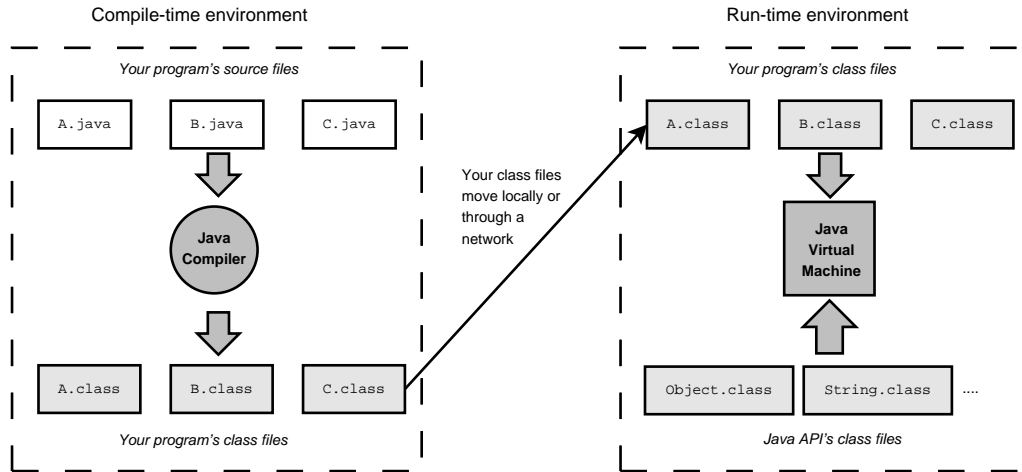 Compile-time environment
Your program's source files
A.java
B.java
C.java
Java
Compiler
A.class
B.class
C.class
Your program's class files
Your class files
move locally or
through a
network
Run-time environment
Your program's class files
A.class
B.class
C.class
Java
Virtual
Machine
Object.class
String.class
....
Java API's class files